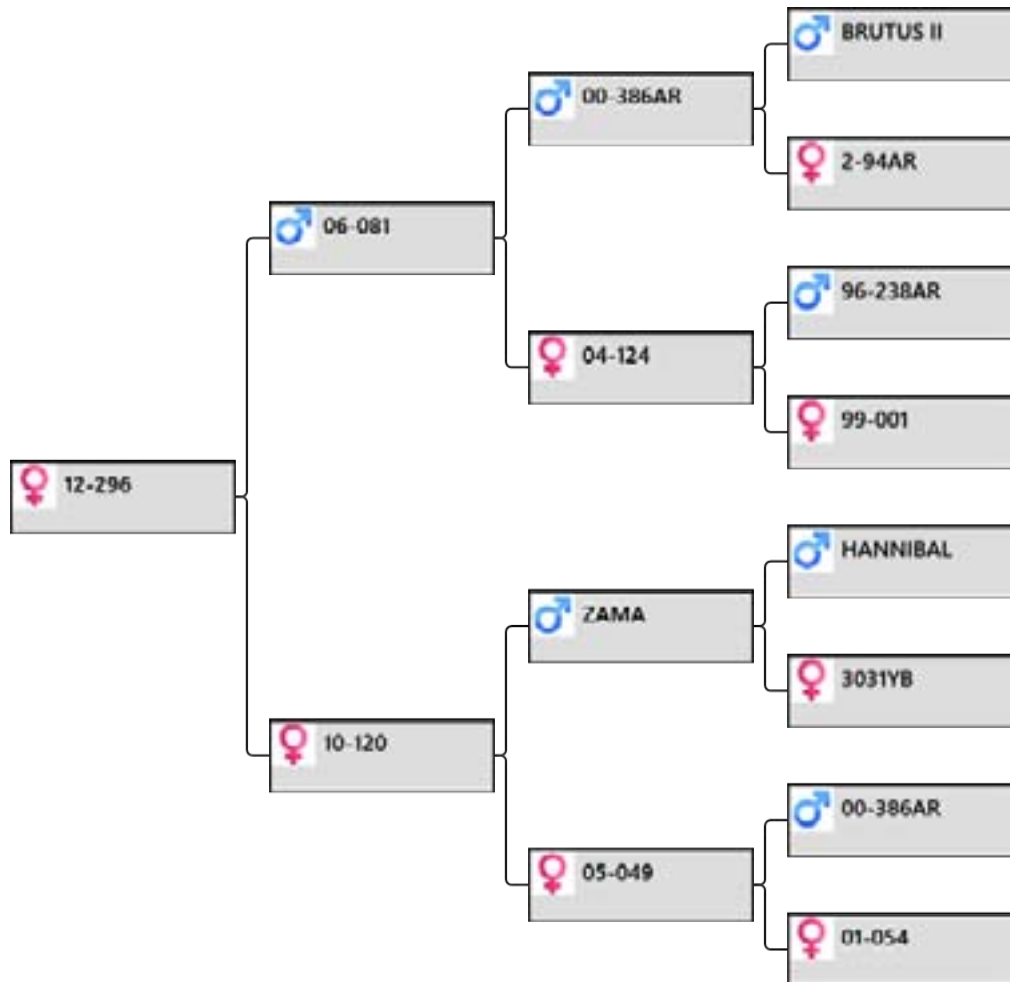 BRUTUS II
00-386AR
2-94AR
06-081
96-238AR
04-124
99-001
12-296
HANNIBAL
ZAMA
3031YB
10-120
00-386AR
05-049
01-054